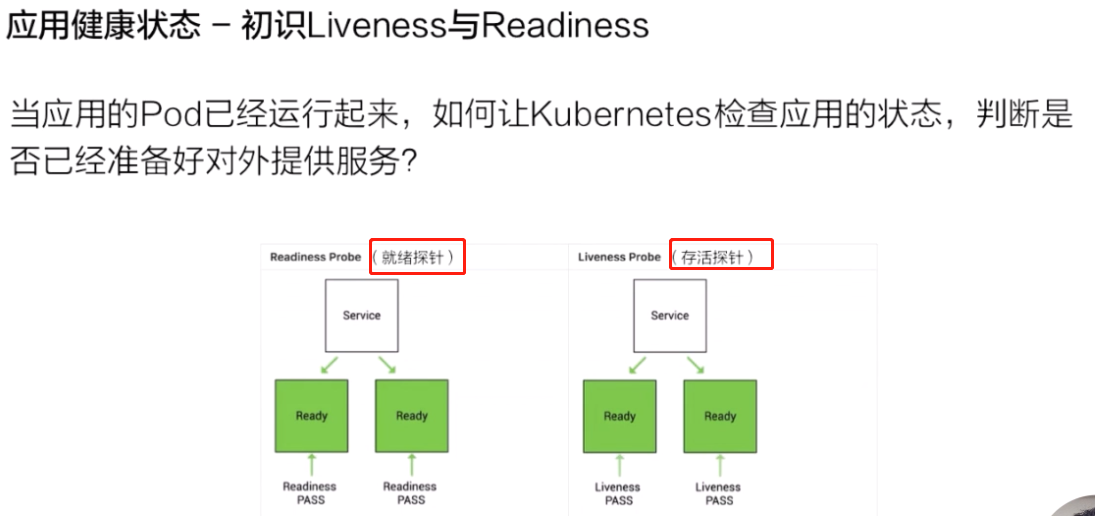 应用健康状态 – 初识Liveness与Readiness
当应用的Pod已经运行起来，如何让Kubernetes检查应用的状态，判断是
否已经准备好对外提供服务?
Readiness Probe （就绪探针）
Service
Ready Ready
Readiness PASS
Readiness PASS
Liveness Probe （存活探针）
Service
Ready Ready
Liveness PASS
Liveness PASS